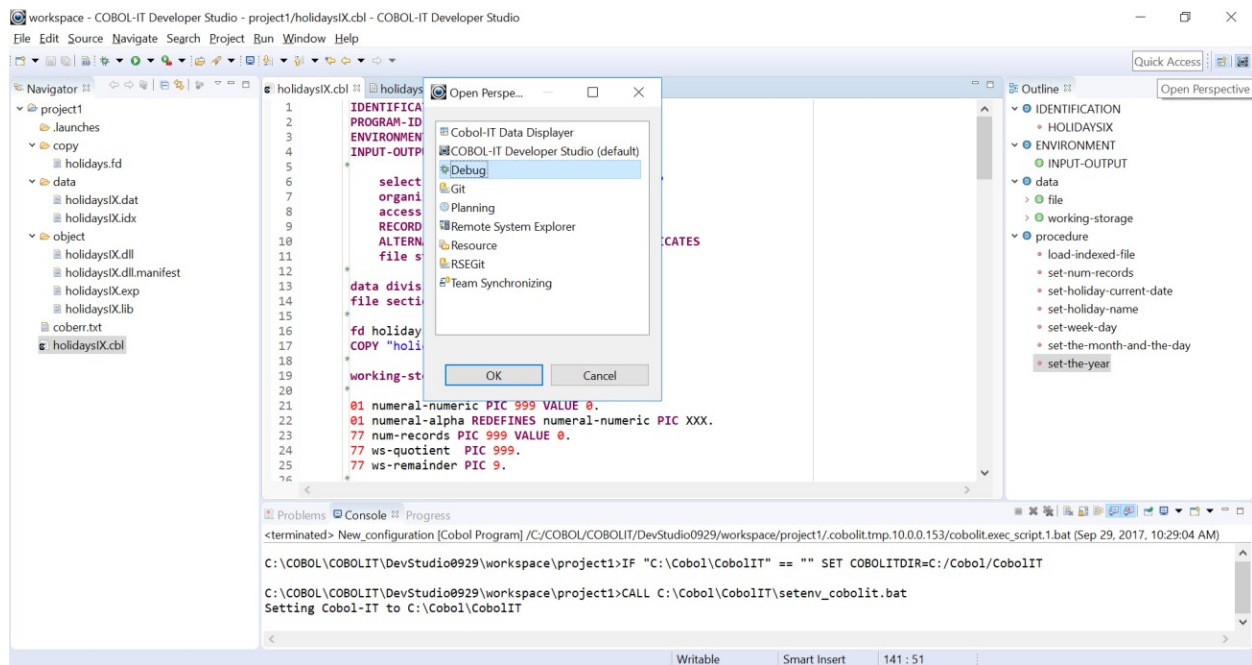 workspace - COBOL-IT Developer Studio - project1/holidaysIX.cbl - COBOL-IT Developer Studio
File Edit Source Navigate Search Project Run Window Help
Quick Access
Open Perspective
Navigator
project1
.launches
copy
holidays.fd
data
holidaysIX.dat
holidaysIX.idx
object
holidaysIX.dll
holidaysIX.dll.manifest
holidaysIX.exp
holidaysIX.lib
coberr.txt
holidaysIX.cbl
holidaysIX.cbl holidays
1 IDENTIFICA
2 PROGRAM-ID
3 ENVIRONMEN
4 INPUT-OUTP
5 *
6 select
7 organi
8 access
9 RECORD
10 ALTERN ICATES
11 file s
12 *
13 data divis
14 file secti
15 *
16 fd holiday
17 COPY "holi
18 *
19 working-st
20 *
21 01 numeral-numeric PIC 999 VALUE 0.
22 01 numeral-alpha REDEFINES numeral-numeric PIC XXX.
23 77 num-records PIC 999 VALUE 0.
24 77 ws-quotient PIC 999.
25 77 ws-remainder PIC 9.
26 *
Open Perspe...
Cobol-IT Data Displayer
COBOL-IT Developer Studio (default)
Debug
Git
Planning
Remote System Explorer
Resource
RSEGit
Team Synchronizing
OK Cancel
Outline
IDENTIFICATION
HOLIDAYSIX
ENVIRONMENT
INPUT-OUTPUT
data
file
working-storage
procedure
load-indexed-file
set-num-records
set-holiday-current-date
set-holiday-name
set-week-day
set-the-month-and-the-day
set-the-year
Problems Console Progress
<terminated> New_configuration [Cobol Program] /C:/COBOL/COBOLIT/DevStudio0929/workspace/project1/.cobolit.tmp.10.0.0.153/cobolit.exec_script.1.bat (Sep 29, 2017, 10:29:04 AM)
C:\COBOL\COBOLIT\DevStudio0929\workspace\project1>IF "C:\Cobol\CobolIT" == "" SET COBOLITDIR=C:/Cobol/CobolIT
C:\COBOL\COBOLIT\DevStudio0929\workspace\project1>CALL C:\Cobol\CobolIT\setenv_cobolit.bat
Setting Cobol-IT to C:\Cobol\CobolIT
Writable Smart Insert 141 : 51